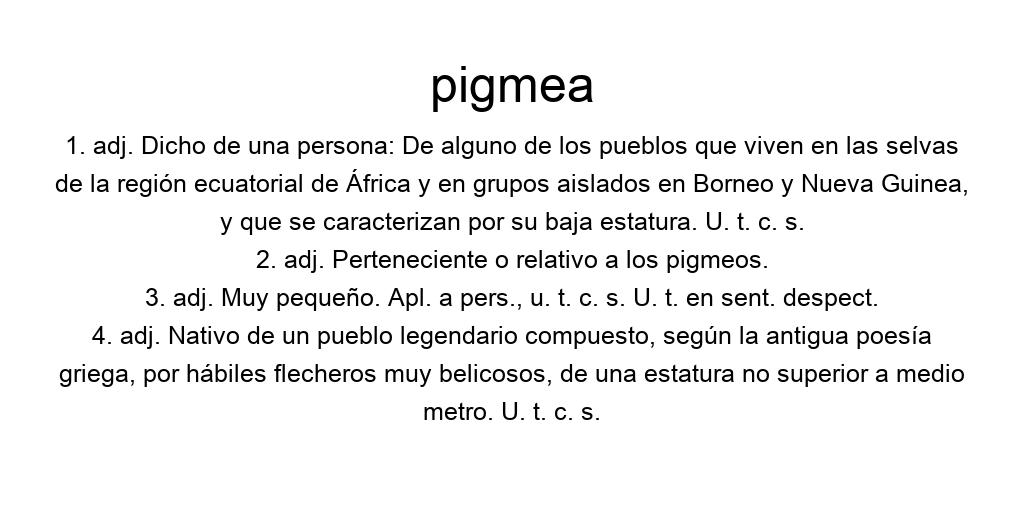 pigmea
1. adj. Dicho de una persona: De alguno de los pueblos que viven en las selvas
de la región ecuatorial de África y en grupos aislados en Borneo y Nueva Guinea,
y que se caracterizan por su baja estatura. U. t. c. s.
2. adj. Perteneciente o relativo a los pigmeos.
3. adj. Muy pequeño. Apl. a pers., u. t. c. s. U. t. en sent. despect.
4. adj. Nativo de un pueblo legendario compuesto, según la antigua poesía
griega, por hábiles flecheros muy belicosos, de una estatura no superior a medio
metro. U. t. c. s.